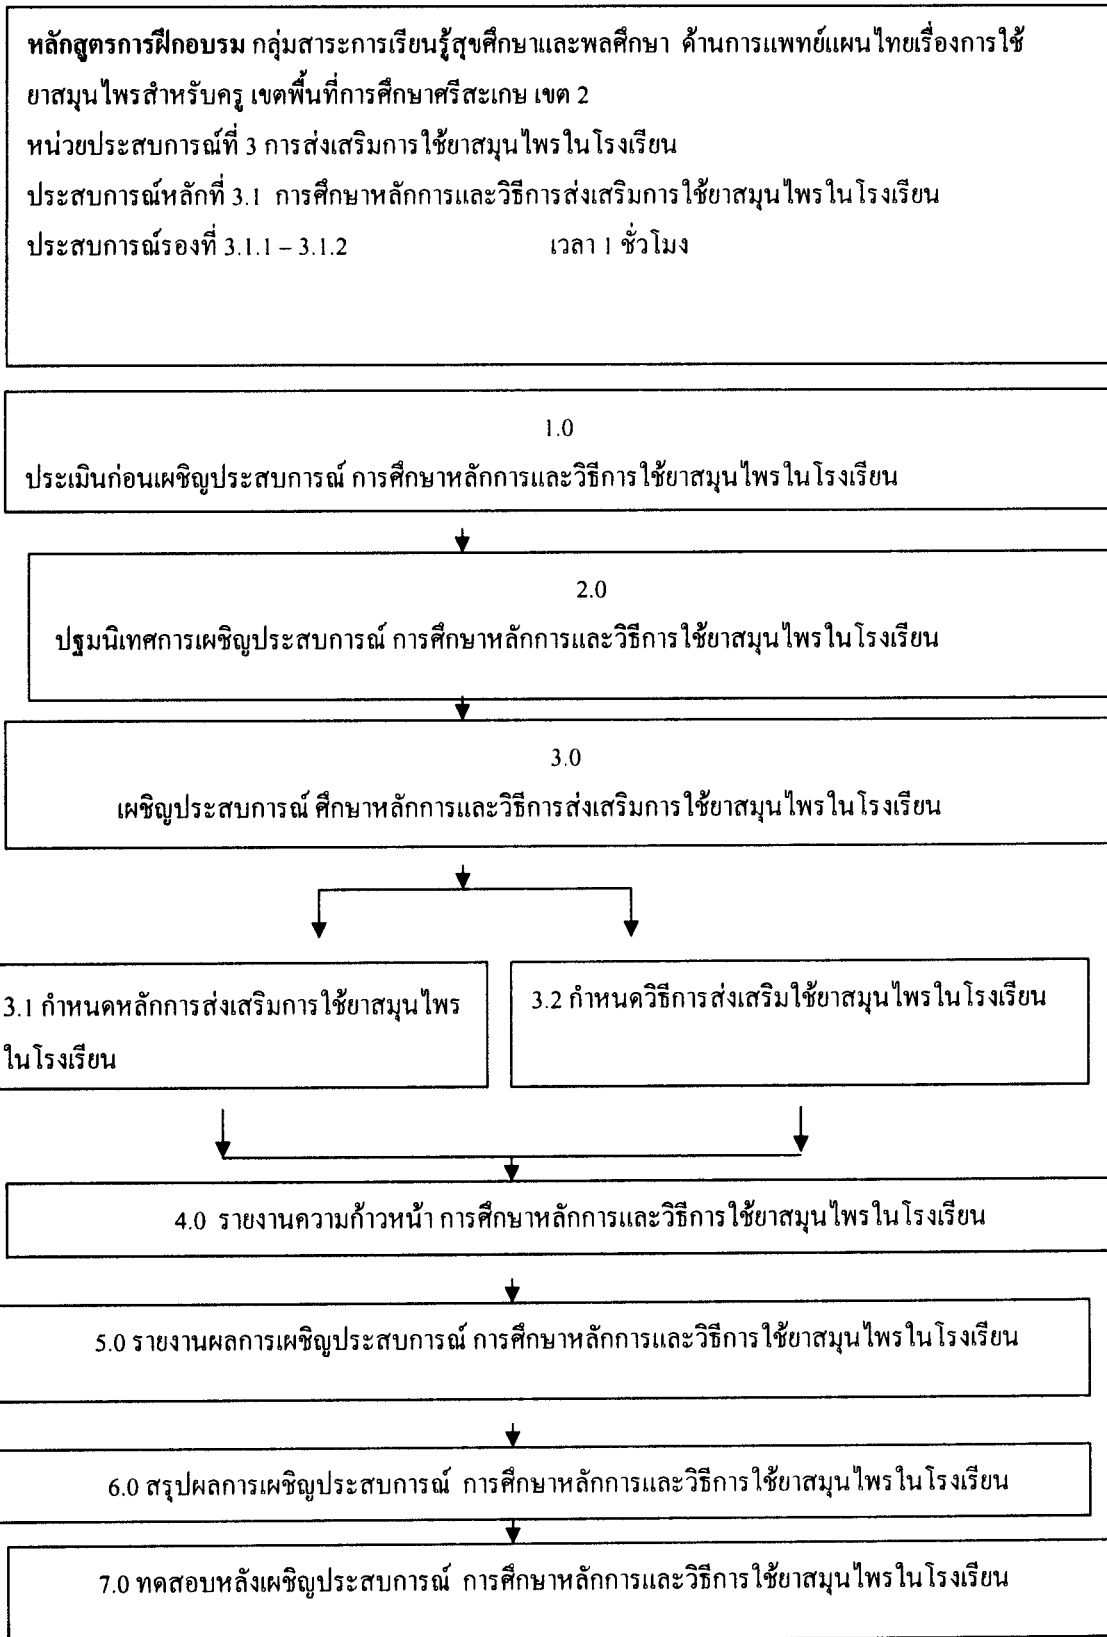 หลักสูตรการฝึกอบรม กลุ่มสาระการเรียนรู้สุขศึกษาและพลศึกษา ด้านการแพทย์แผนไทยเรื่องการใช้
ยาสมุนไพรสำหรับครู เขตพื้นที่การศึกษาศรีสะเกษ เขต 2
หน่วยประสบการณ์ที่ 3 การส่งเสริมการใช้ยาสมุนไพรในโรงเรียน
ประสบการณ์หลักที่ 3.1 การศึกษาหลักการและวิธีการส่งเสริมการใช้ยาสมุนไพรในโรงเรียน
ประสบการณ์รองที่ 3.1.1 – 3.1.2 เวลา 1 ชั่วโมง
1.0
ประเมินก่อนเผชิญประสบการณ์ การศึกษาหลักการและวิธีการใช้ยาสมุนไพรในโรงเรียน
2.0
ปฐมนิเทศการเผชิญประสบการณ์ การศึกษาหลักการและวิธีการใช้ยาสมุนไพรในโรงเรียน
3.0
เผชิญประสบการณ์ ศึกษาหลักการและวิธีการส่งเสริมการใช้ยาสมุนไพรในโรงเรียน
3.1 กำหนดหลักการส่งเสริมการใช้ยาสมุนไพร
ในโรงเรียน
3.2 กำหนดวิธีการส่งเสริมใช้ยาสมุนไพรในโรงเรียน
4.0 รายงานความก้าวหน้า การศึกษาหลักการและวิธีการใช้ยาสมุนไพรในโรงเรียน
5.0 รายงานผลการเผชิญประสบการณ์ การศึกษาหลักการและวิธีการใช้ยาสมุนไพรในโรงเรียน
6.0 สรุปผลการเผชิญประสบการณ์ การศึกษาหลักการและวิธีการใช้ยาสมุนไพรในโรงเรียน
7.0 ทดสอบหลังเผชิญประสบการณ์ การศึกษาหลักการและวิธีการใช้ยาสมุนไพรในโรงเรียน